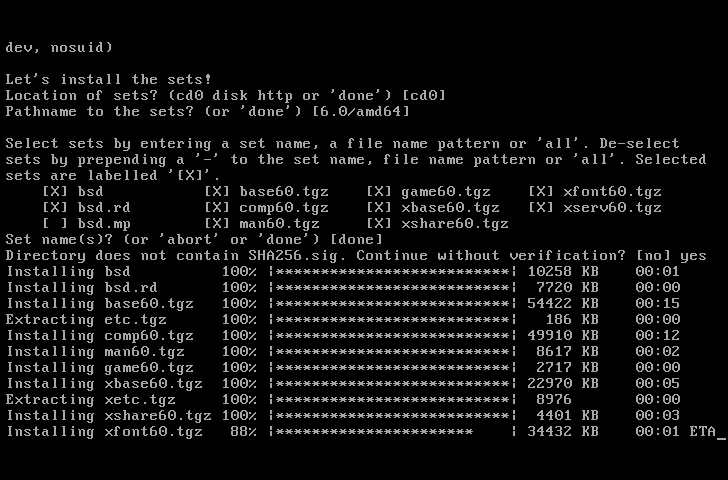 dev, nosuid)
Let's install the sets!
Location of sets? (cd0 disk http or 'done') [cd0]
Pathname to the sets? (or 'done') [6.0/amd64]
Select sets by entering a set name, a file name pattern or 'all'. De-select
sets by prepending a '-' to the set name, file name pattern or 'all'. Selected
sets are labelled '[X]'.
[X] bsd [X] base60.tgz [X] game60.tgz [X] xfont60.tgz
[X] bsd.rd [X] comp60.tgz [X] xbase60.tgz [X] xserv60.tgz
[ ] bsd.mp [X] man60.tgz [X] xshare60.tgz
Set name(s)? (or 'abort' or 'done') [done]
Directory does not contain SHA256.sig. Continue without verification? [no] yes
Installing bsd 100% |*****************************| 10258 KB 00:01
Installing bsd.rd 100% |*****************************| 7720 KB 00:00
Installing base60.tgz 100% |*****************************| 54422 KB 00:15
Extracting etc.tgz 100% |*****************************| 186 KB 00:00
Installing comp60.tgz 100% |*****************************| 49910 KB 00:12
Installing man60.tgz 100% |*****************************| 8617 KB 00:02
Installing game60.tgz 100% |*****************************| 2717 KB 00:00
Installing xbase60.tgz 100% |*****************************| 22970 KB 00:05
Extracting xetc.tgz 100% |*****************************| 8976 00:00
Installing xshare60.tgz 100% |*****************************| 4401 KB 00:03
Installing xfont60.tgz 88% |************************* | 34432 KB 00:01 ETA_